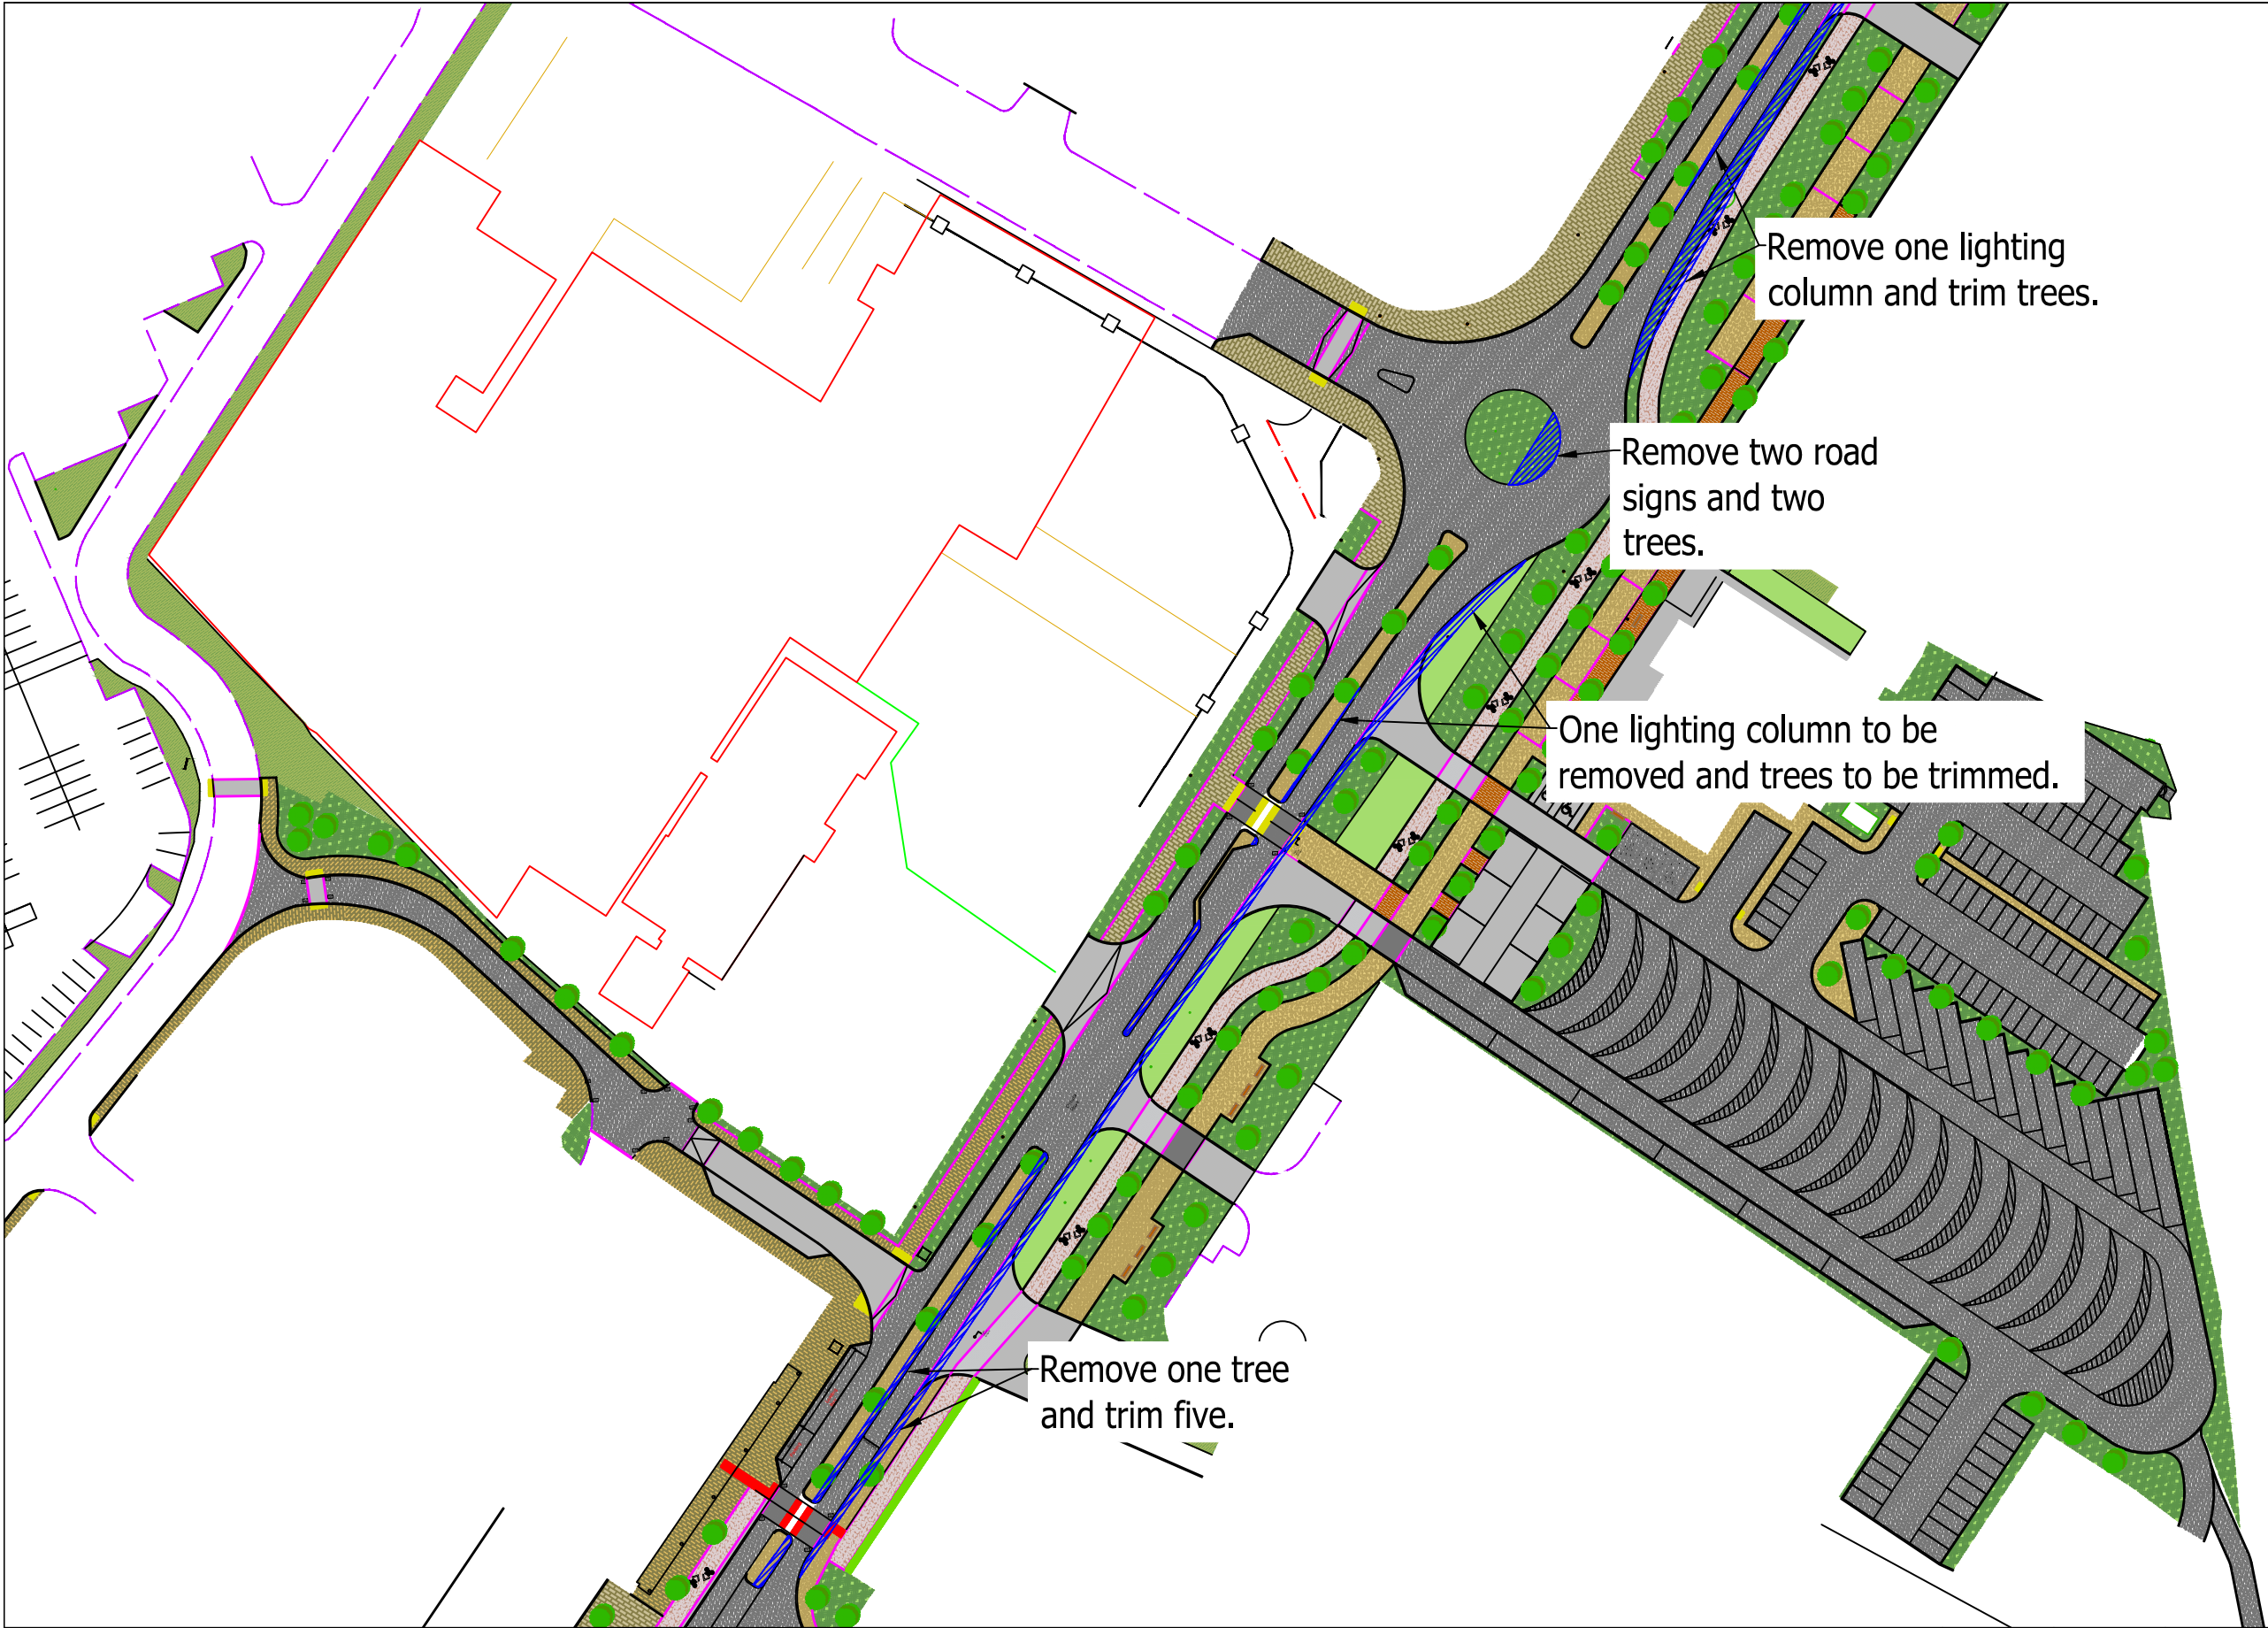 Remove one lighting
column and trim trees.
Remove two road
signs and two
trees.
One lighting column to be
removed and trees to be trimmed.
Remove one tree
and trim five.